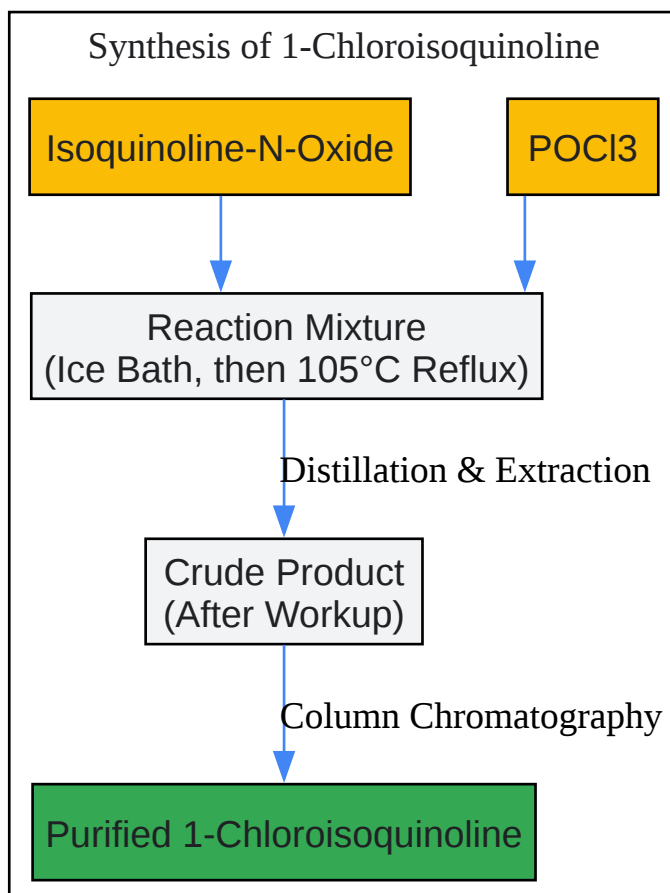 Synthesis of 1-Chloroisoquinoline
Isoquinoline-N-Oxide
POCl3
Reaction Mixture
(Ice Bath, then 105°C Reflux)
Distillation & Extraction
Crude Product
(After Workup)
Column Chromatography
Purified 1-Chloroisoquinoline